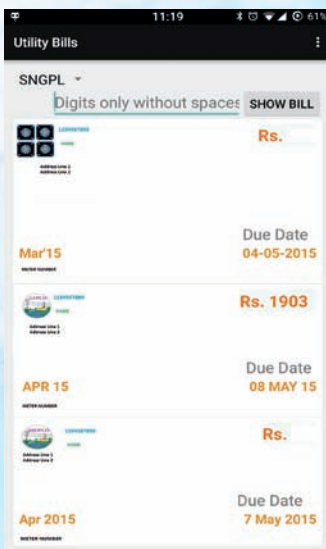 11:19 61%
Utility Bills
SNGPL
Digits only without spaces SHOW BILL
Rs.
NAME
Address Line 1
Address Line 2
Due Date
Mar'15 04-05-2015
METER NUMBER
Rs. 1903
NAME
Address Line 1
Address Line 2
Due Date
APR 15 08 MAY 15
METER NUMBER
Rs.
NAME
Address Line 1
Address Line 2
Due Date
Apr 2015 7 May 2015
METER NUMBER